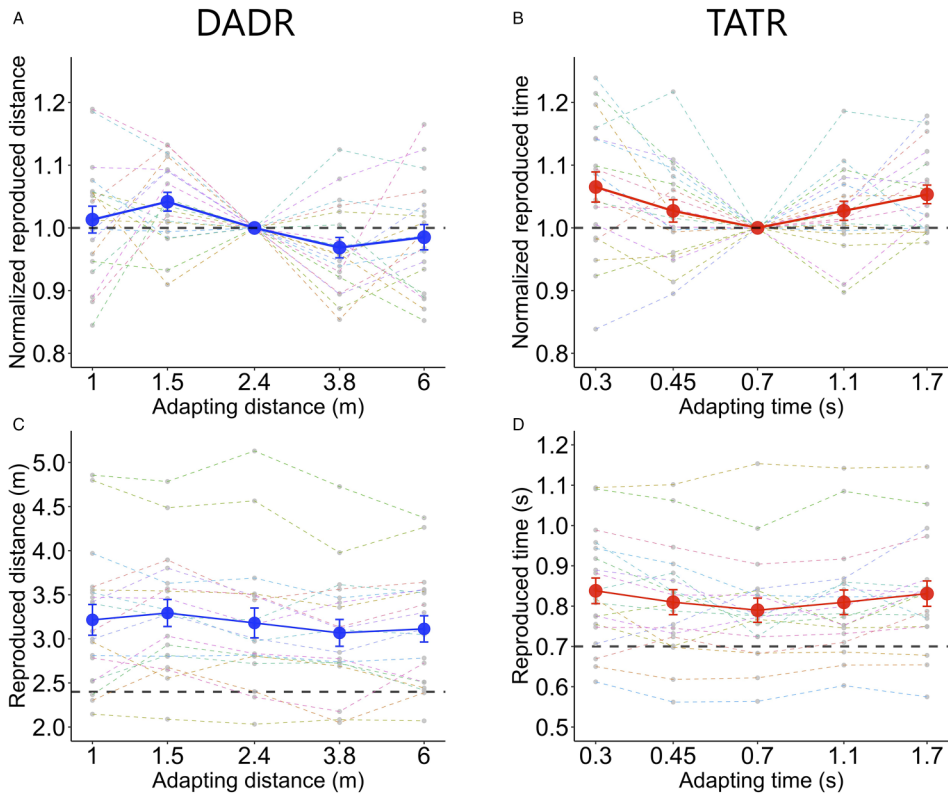 A
DADR
Normalized reproduced distance
1.2
1.1
1.0
0.9
0.8
1 1.5 2.4 3.8 6
Adapting distance (m)
B
TATR
Normalized reproduced time
1.2
1.1
1.0
0.9
0.8
0.3 0.45 0.7 1.1 1.7
Adapting time (s)
C
Reproduced distance (m)
5.0
4.5
4.0
3.5
3.0
2.5
2.0
1 1.5 2.4 3.8 6
Adapting distance (m)
D
Reproduced time (s)
1.2
1.1
1.0
0.9
0.8
0.7
0.6
0.5
0.3 0.45 0.7 1.1 1.7
Adapting time (s)